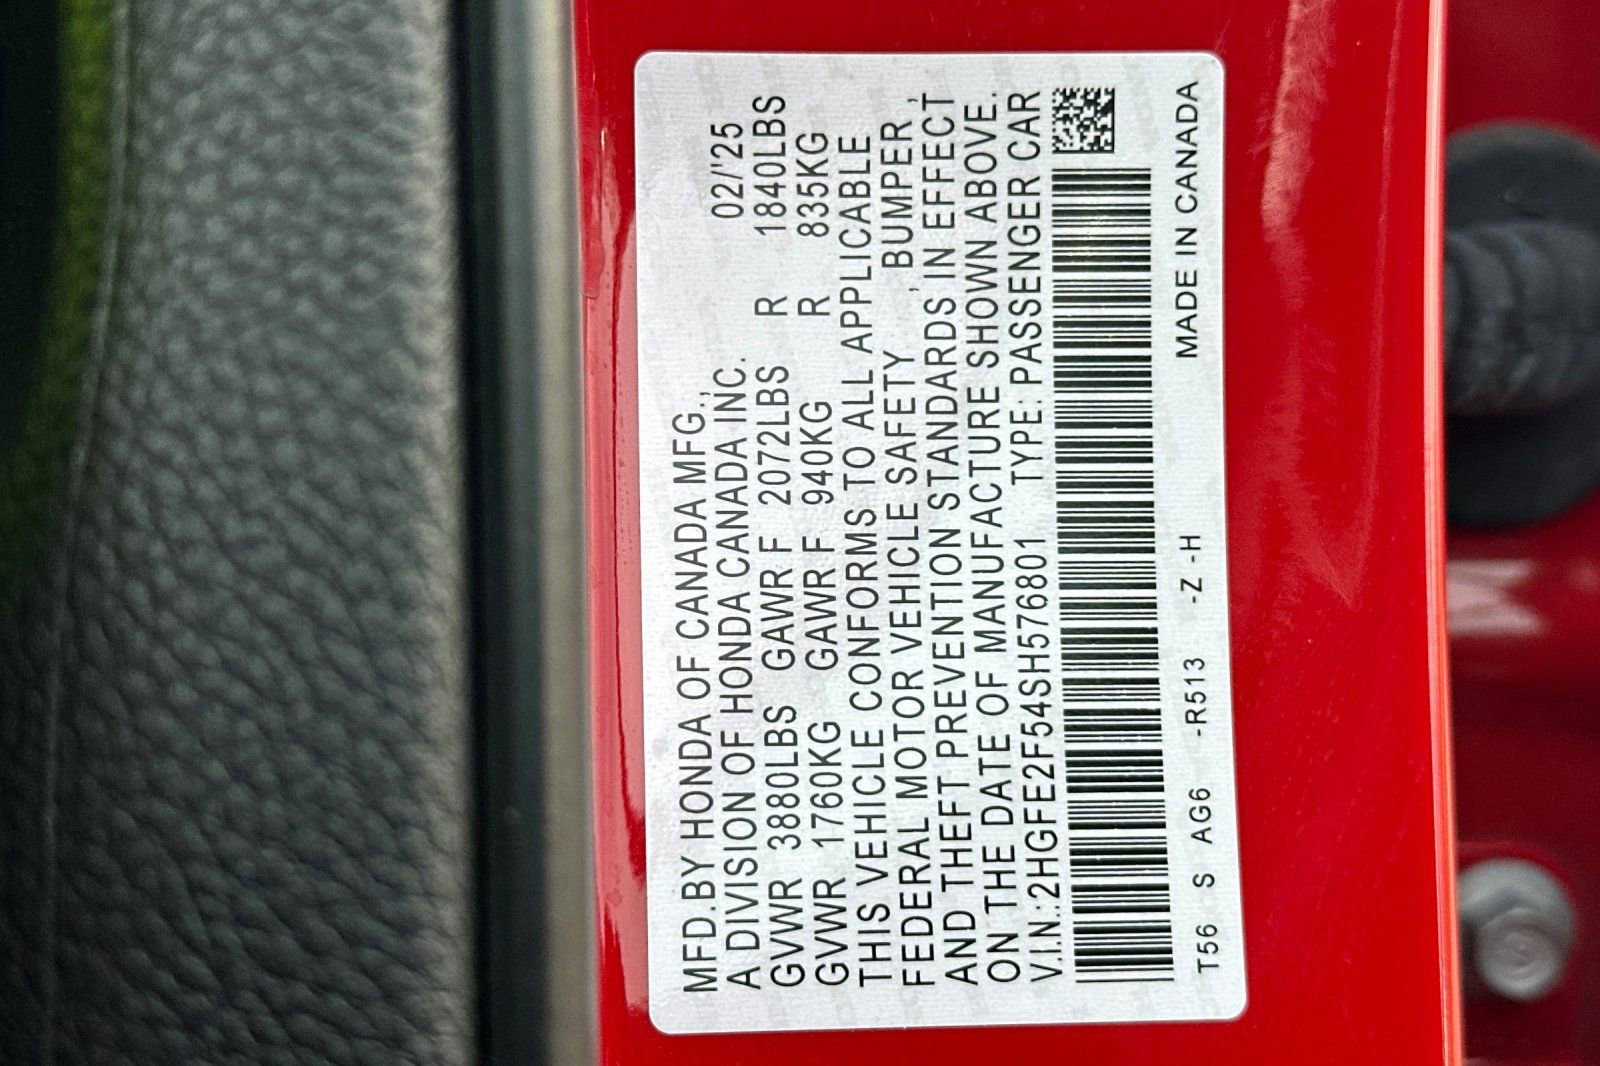 MFD.BY HONDA OF CANADA MFG.,
A DIVISION OF HONDA CANADA INC. 02/'25
GVWR 3880LBS GAWR F 2072LBS R 1840LBS
GVWR 1760KG GAWR F 940KG R 835KG
THIS VEHICLE CONFORMS TO ALL APPLICABLE
FEDERAL MOTOR VEHICLE SAFETY , BUMPER,
AND THEFT PREVENTION STANDARDS IN EFFECT
ON THE DATE OF MANUFACTURE SHOWN ABOVE.
V.I.N.:2HGFE2F54SH576801 TYPE: PASSENGER CAR
T56 S AG6 -R513 -Z -H MADE IN CANADA